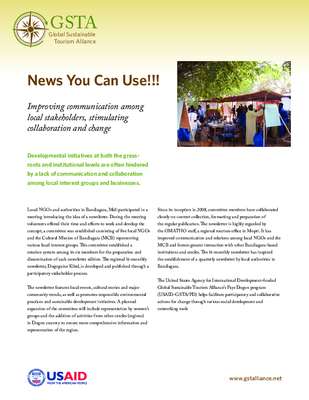 GSTA
Global Sustainable
Tourism Alliance
News You Can Use!!!
Improving communication among
local stakeholders, stimulating
collaboration and change
Developmental initiatives at both the grass-
roots and institutional levels are often hindered
by a lack of communication and collaboration
among local interest groups and businesses.
Local NGOs and authorities in Bandiagara, Mali participated in a
meeting introducing the idea of a newsletter. During the meeting
volunteers offered their time and efforts to work and develop the
concept; a committee was established consisting of five local NGOs
and the Cultural Mission of Bandiagara (MCB) representing
various local interest groups. This committee established a
rotation system among its six members for the preparation and
dissemination of each newsletter edition. The regional bi-monthly
newsletter, Dogoguine Kibel, is developed and published through a
participatory stakeholder process.
The newsletter features local events, cultural stories and major
community trends, as well as promotes responsible environmental
practices and sustainable development initiatives. A planned
expansion of the committee will include representation by women's
groups and the addition of activities from other circles (regions)
in Dogon country to ensure more comprehensive information and
representation of the region.
Since its inception in 2008, committee members have collaborated
closely on content collection, formatting and preparation of
the regular publication. The newsletter is highly regarded by
the OMATHO staff, a regional tourism office in Mopti. It has
improved communication and relations among local NGOs and the
MCB and fosters greater interaction with other Bandiagara-based
institutions and artisans. The bi-monthly newsletter has inspired
the establishment of a quarterly newsletter by local authorities in
Bandiagara.
The United States Agency for International Development-funded
Global Sustainable Tourism Alliance's Pays Dogon program
(USAID-GSTA/PD) helps facilitate participatory and collaborative
actions for change through various social development and
networking tools
USAID
FROM THE AMERICAN PEOPLE
www.gstalliance.net